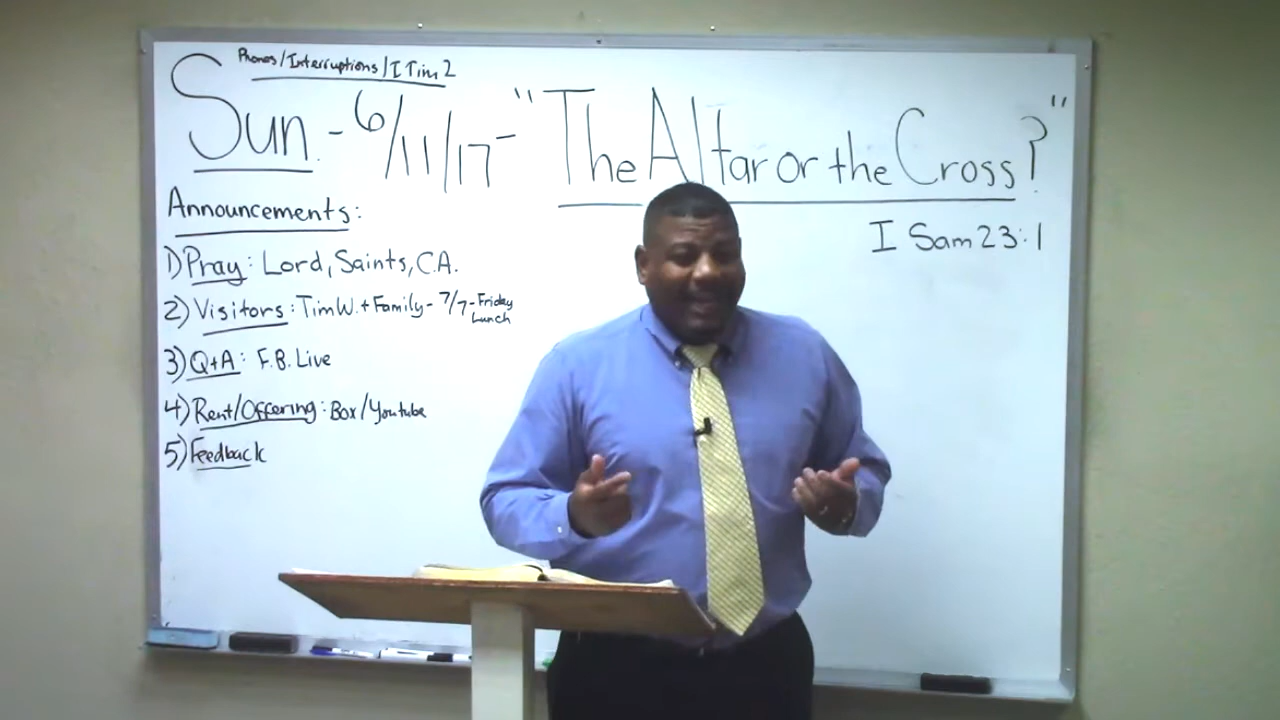 Phones/Interruptions/I Tim 2
Sun. - 6/11/17 - "The Altar or the Cross?"
I Sam 23:1
Announcements:
1) Pray: Lord, Saints, C.A.
2) Visitors: Tim W. + Family - 7/7 - Friday
Lunch
3) Q+A: F.B. Live
4) Rent/Offering: Box/Youtube
5) Feedback